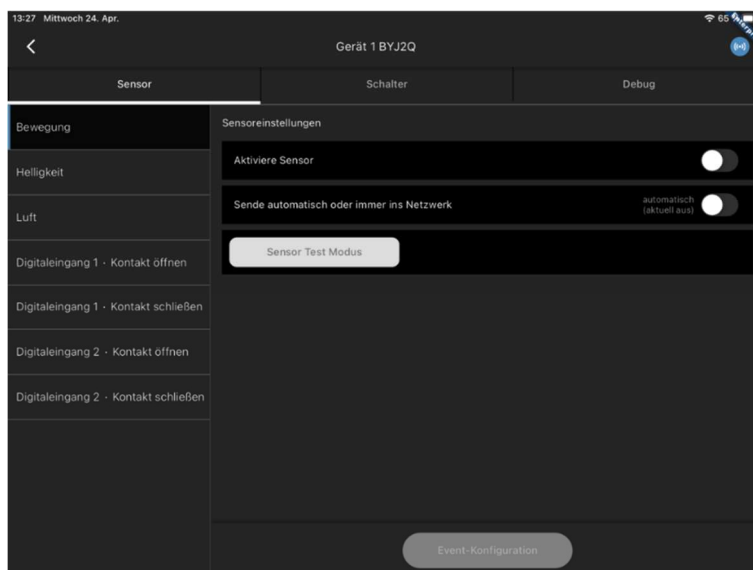 13:27 Mittwoch 24. Apr.
65 %
Gerät 1 BYJ2Q
Sensor
Schalter
Debug
Bewegung
Helligkeit
Luft
Digitaleingang 1 · Kontakt öffnen
Digitaleingang 1 · Kontakt schließen
Digitaleingang 2 · Kontakt öffnen
Digitaleingang 2 · Kontakt schließen
Sensoreinstellungen
Aktiviere Sensor
Sende automatisch oder immer ins Netzwerk
automatisch
(aktuell aus)
Sensor Test Modus
Event-Konfiguration